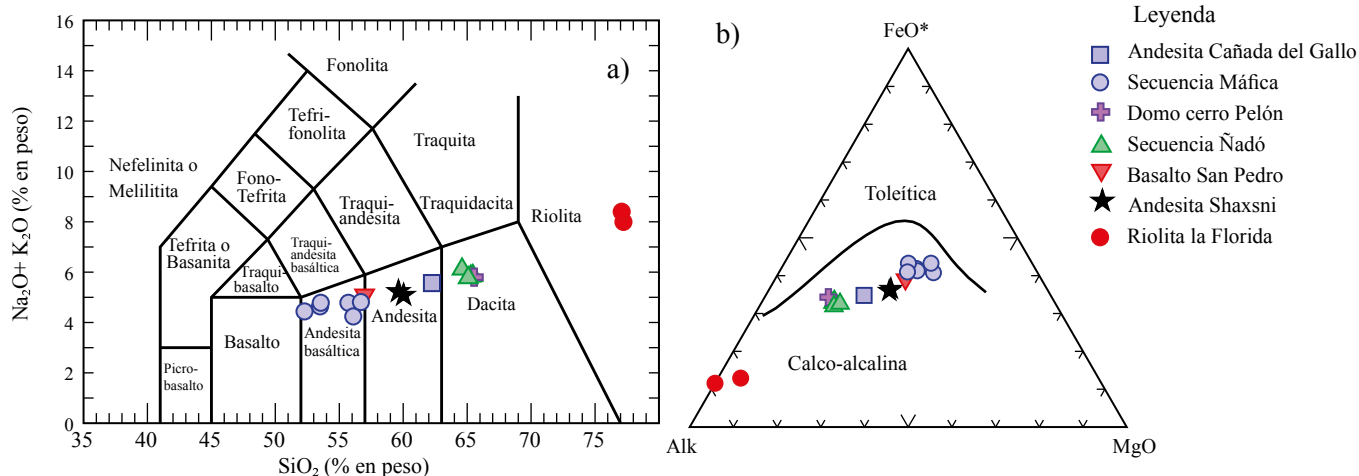 Na₂O+ K₂O (% en peso)
16
14
12
10
8
6
4
2
0
35
40
45
50
55
60
65
70
75
SiO₂ (% en peso)
a)
Fonolita
Tefri-
fonolita
Traquita
Nefelinita o
Melilitita
Fono-
Tefrita
Traqui-
andesita
Traquidacita
Riolita
Tefrita o
Basanita
Traqui-
basalto
Traqui-
andesita
basáltica
Basalto
Andesita
basáltica
Andesita
Dacita
Picro-
basalto
b)
FeO*
Toleítica
Calco-alcalina
Alk
MgO
Leyenda
Andesita Cañada del Gallo
Secuencia Máfica
Domo cerro Pelón
Secuencia Ñadó
Basalto San Pedro
Andesita Shaxsni
Riolita la Florida